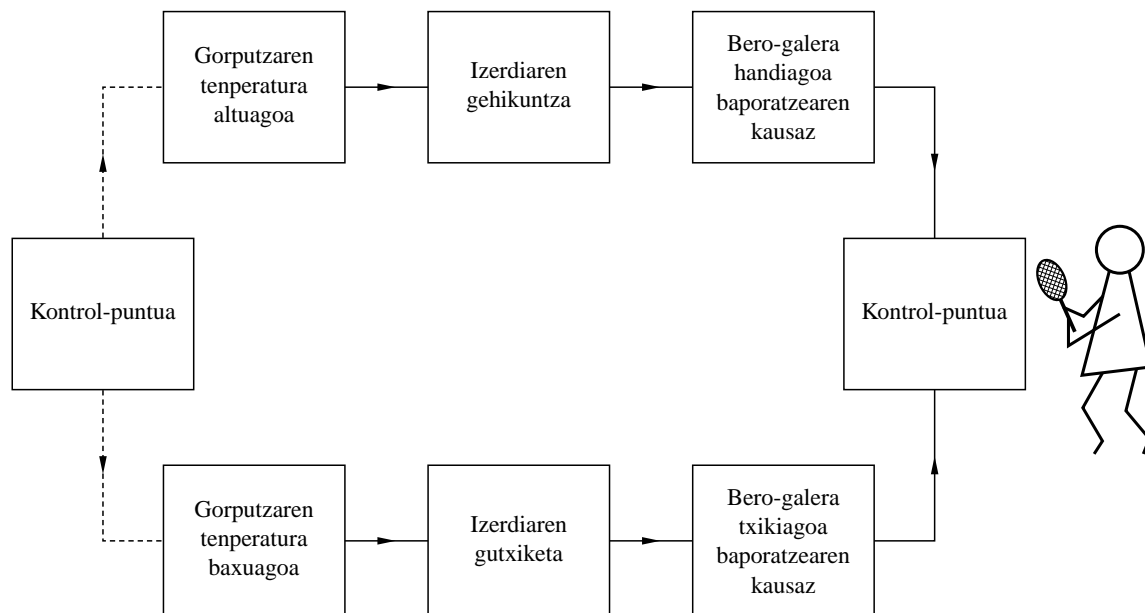 Gorputzaren
tenperatura
altuagoa
Izerdiaren
gehikuntza
Bero-galera
handiagoa
baporatzearen
kausaz
Kontrol-puntua
Kontrol-puntua
Gorputzaren
tenperatura
baxuagoa
Izerdiaren
gutxiketa
Bero-galera
txikiagoa
baporatzearen
kausaz